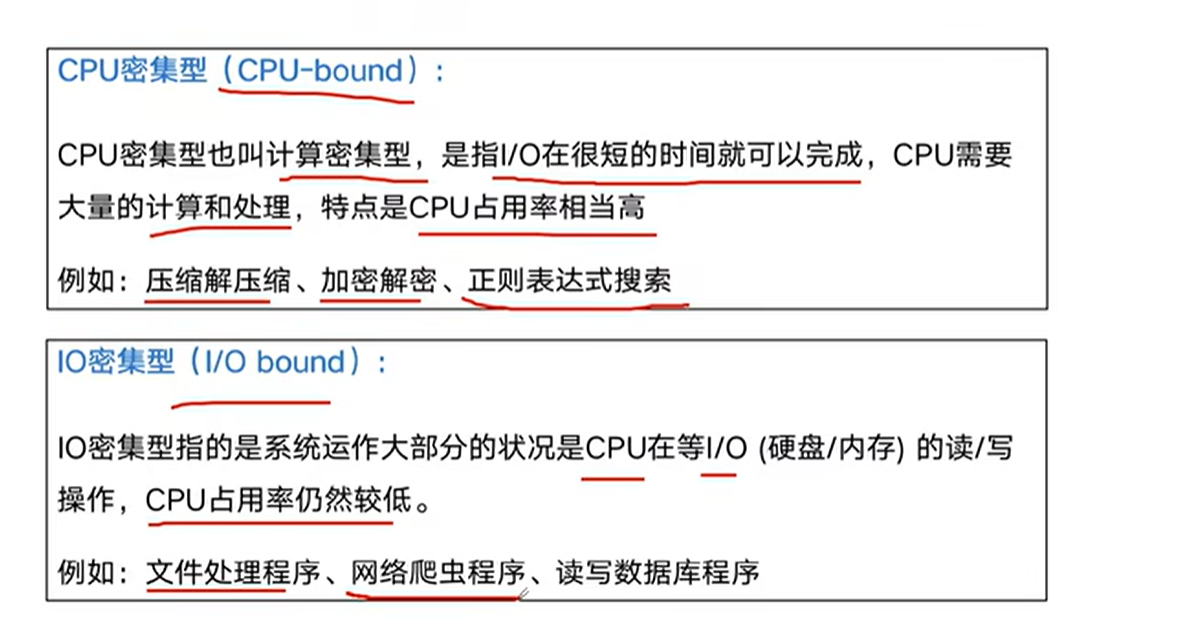 CPU密集型（CPU-bound）:
CPU密集型也叫计算密集型，是指I/O在很短的时间就可以完成，CPU需要
大量的计算和处理，特点是CPU占用率相当高
例如：压缩解压缩、加密解密、正则表达式搜索
IO密集型（I/O bound）:
IO密集型指的是系统运作大部分的状况是CPU在等I/O (硬盘/内存) 的读/写
操作，CPU占用率仍然较低。
例如：文件处理程序、网络爬虫程序、读写数据库程序